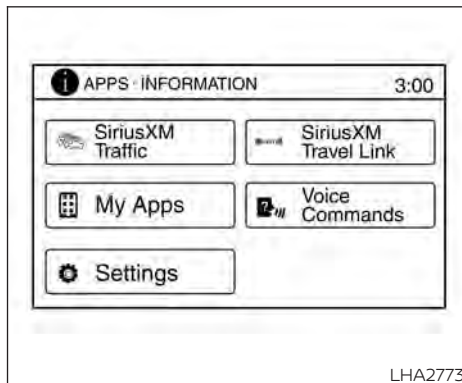 i APPS · INFORMATION 3:00
SiriusXM
Traffic
SiriusXM
Travel Link
My Apps
Voice
Commands
Settings
LHA2773